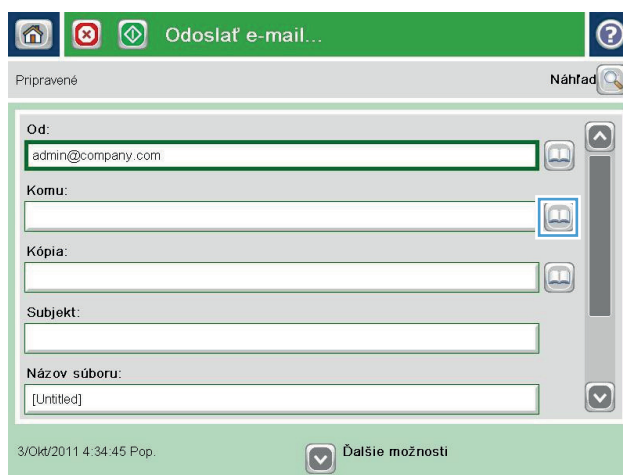 Odoslať e-mail...
Pripravené
Náhľad
Od:
admin@company.com
Komu:
Kópia:
Subjekt:
Názov súboru:
[Untitled]
3/Okt/2011 4:34:45 Pop.
Ďalšie možnosti